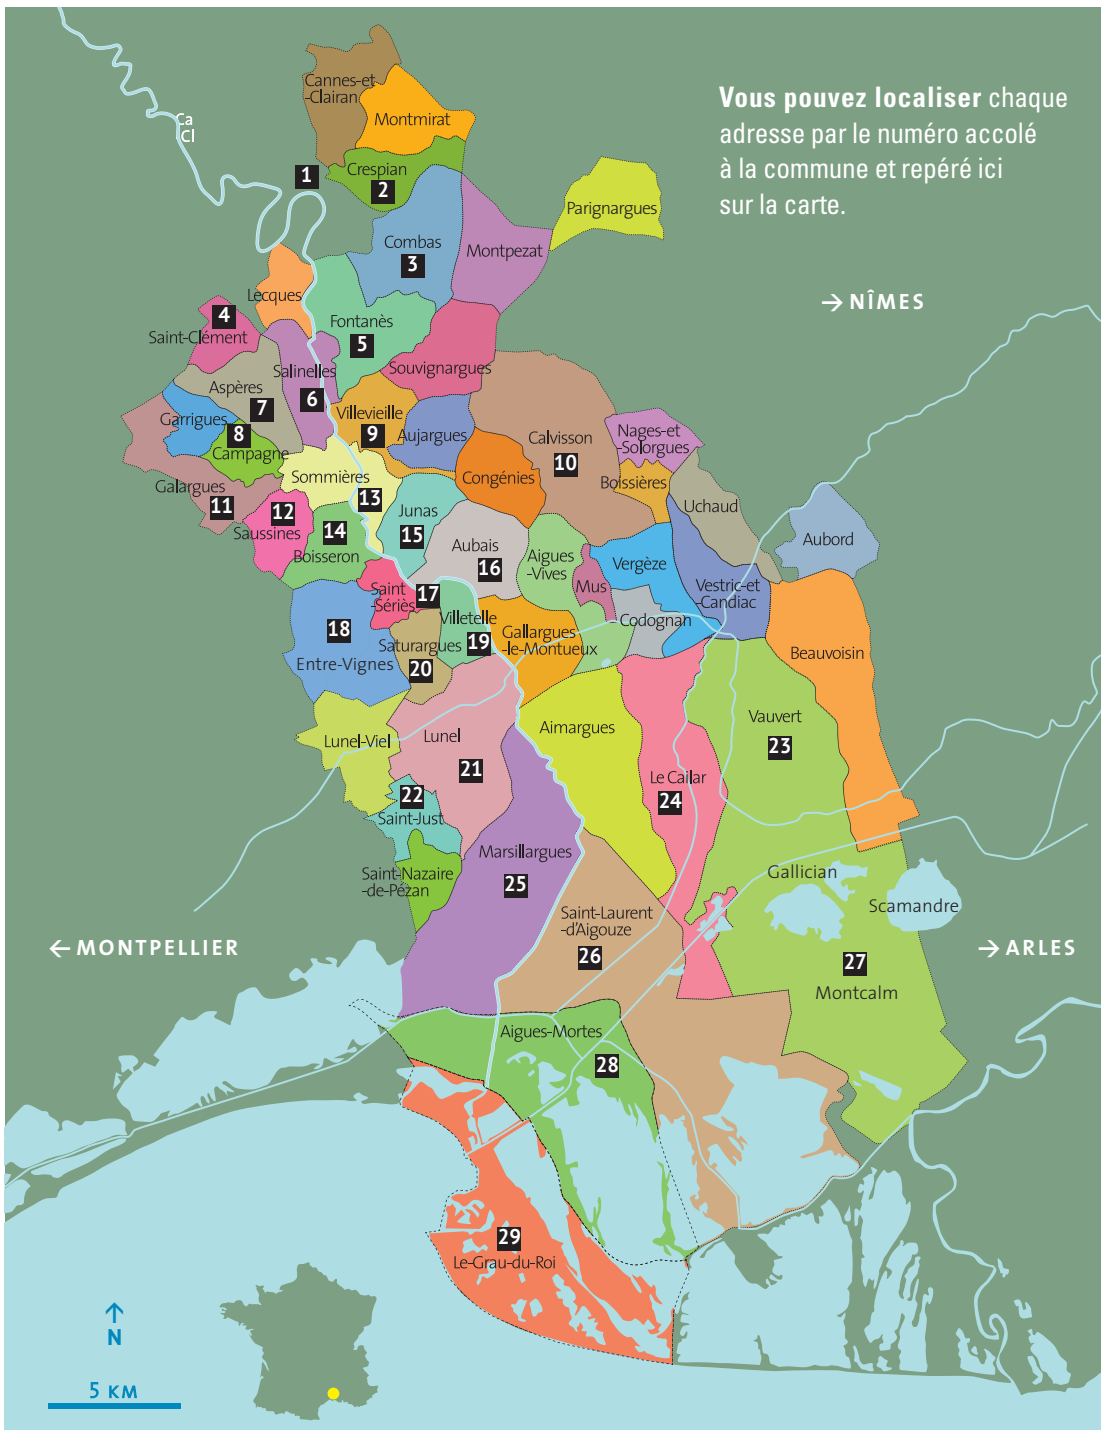 Cannes-et
-Clairan
Montmirat
Vous pouvez localiser chaque
adresse par le numéro accolé
à la commune et repéré ici
sur la carte.
Ca
Cl
1
Crespian
2
Parignargues
Combas
3
Montpezat
Lecques
→ NÎMES
4
Saint-Clément
Fontanès
5
Salinelles
6
Souvignargues
Aspères
7
Garrigues
8
Campagne
Villevieille
9
Aujargues
Calvisson
10
Nages-et
-Solorgues
Congénies
Boissières
Sommières
13
Galargues
11
12
Saussines
14
Boisseron
Junas
15
Uchaud
Aubord
Aubais
16
Aigues
-Vives
Mus
Vergèze
Vestric-et
-Candiac
Codognan
Saint
-Sériès
17
Villetelle
19
Gallargues
-le-Montueux
18
Entre-Vignes
Saturargues
20
Beauvoisin
Lunel-Viel
Lunel
21
Aimargues
Vauvert
23
Le Cailar
24
22
Saint-Just
Marsillargues
25
Saint-Nazaire
-de-Pézan
Gallician
Scamandre
Saint-Laurent
-d'Aigouze
26
← MONTPELLIER
→ ARLES
27
Montcalm
Aigues-Mortes
28
29
Le-Grau-du-Roi
N
5 KM